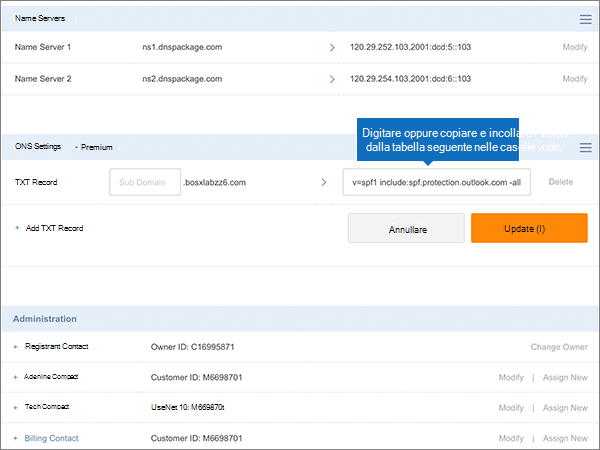 Name Servers
Name Server 1 ns1.dnspackage.com 120.29.252.103,2001:dcd:5::103 Modify
Name Server 2 ns2.dnspackage.com 120.29.254.103,2001:dcd:6::103 Modify
Digitare oppure copiare e incollare
dalla tabella seguente nelle caselle vuote.
ONS Settings - Premium
TXT Record Sub Domain .bosxlabzz6.com v=spf1 include:spf.protection.outlook.com -all Delete
+ Add TXT Record Annullare Update (I)
Administration
+ Registrant Contact Owner ID: C16995871 Change Owner
+ Adenine Compact Customer ID: M6698701 Modify | Assign New
+ Tech Compact UseNet 10: M669870t Modify | Assign New
+ Billing Contact Customer ID: M6698701 Modify | Assign New